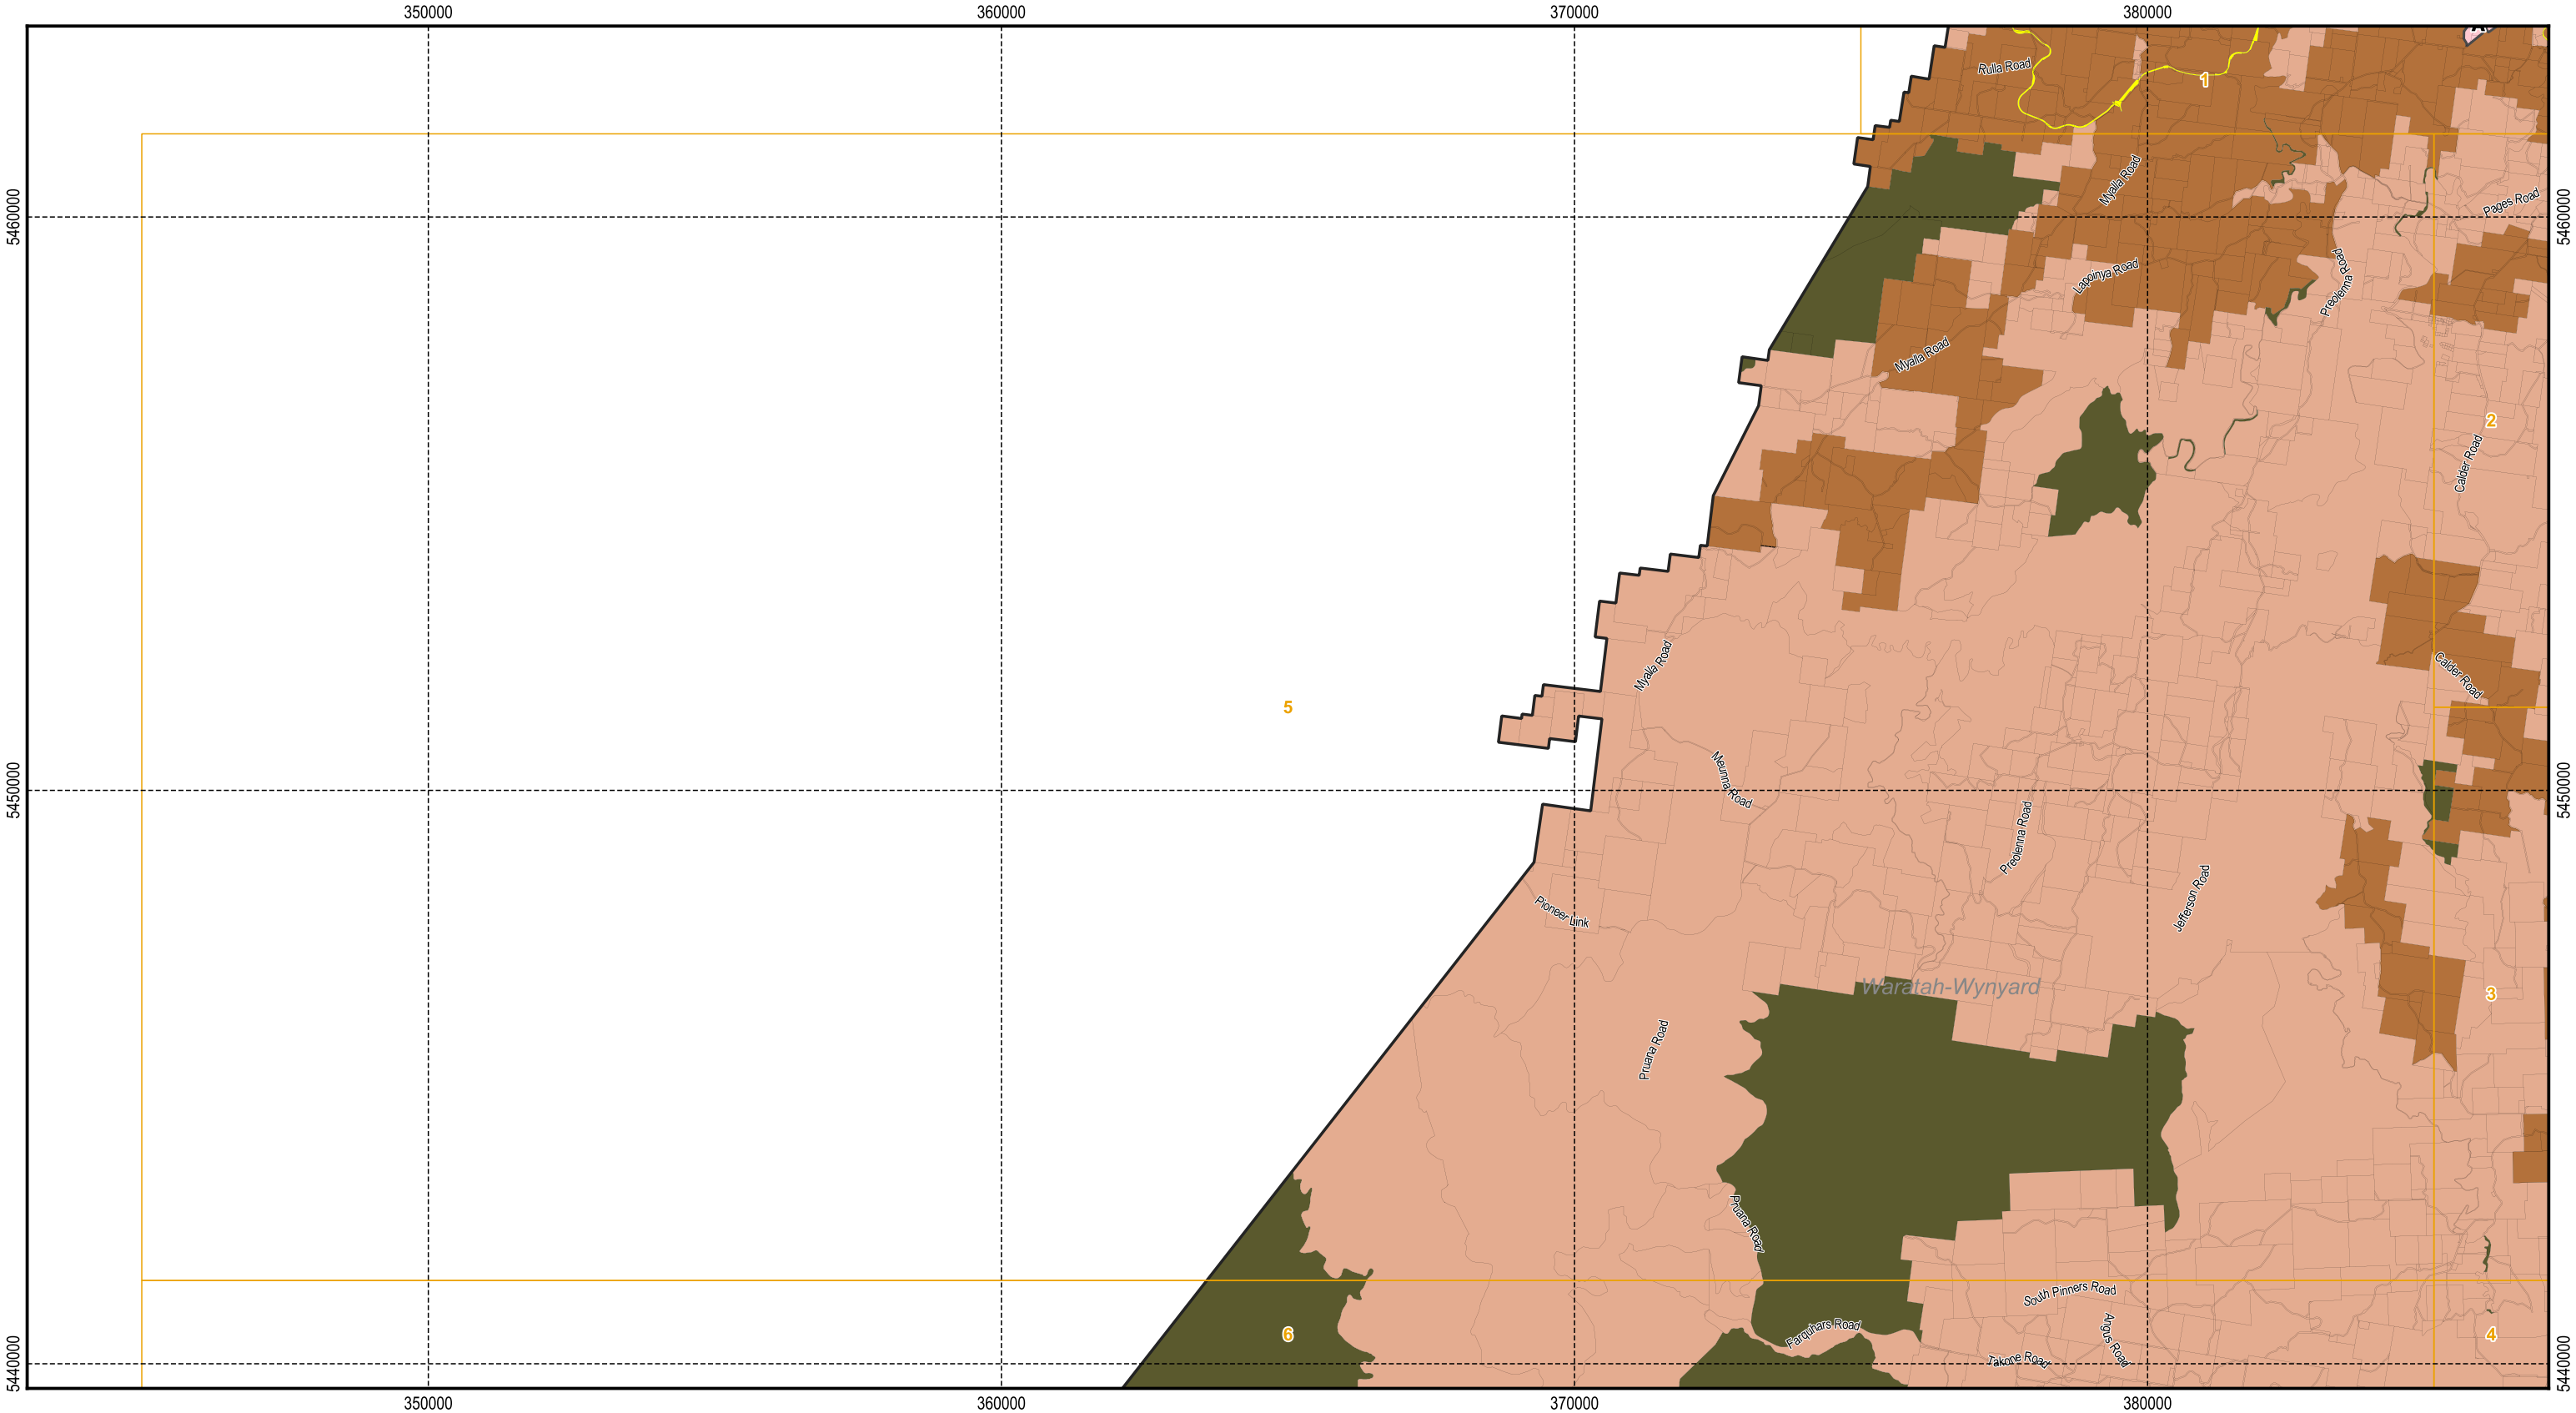 350000
360000
370000
380000
A
Rulla Road
1
Myalla Road
5460000
5460000
Pages Road
Lapoinya Road
Preolenna Road
Myalla Road
2
Calder Road
Myalla Road
Calder Road
5
Meunna Road
5450000
5450000
Preolenna Road
Jefferson Road
Pioneer Link
Waratah-Wynyard
3
Pruana Road
Pruana Road
South Pinners Road
Farquhars Road
Angus Road
6
4
Takone Road
5440000
5440000
350000
360000
370000
380000